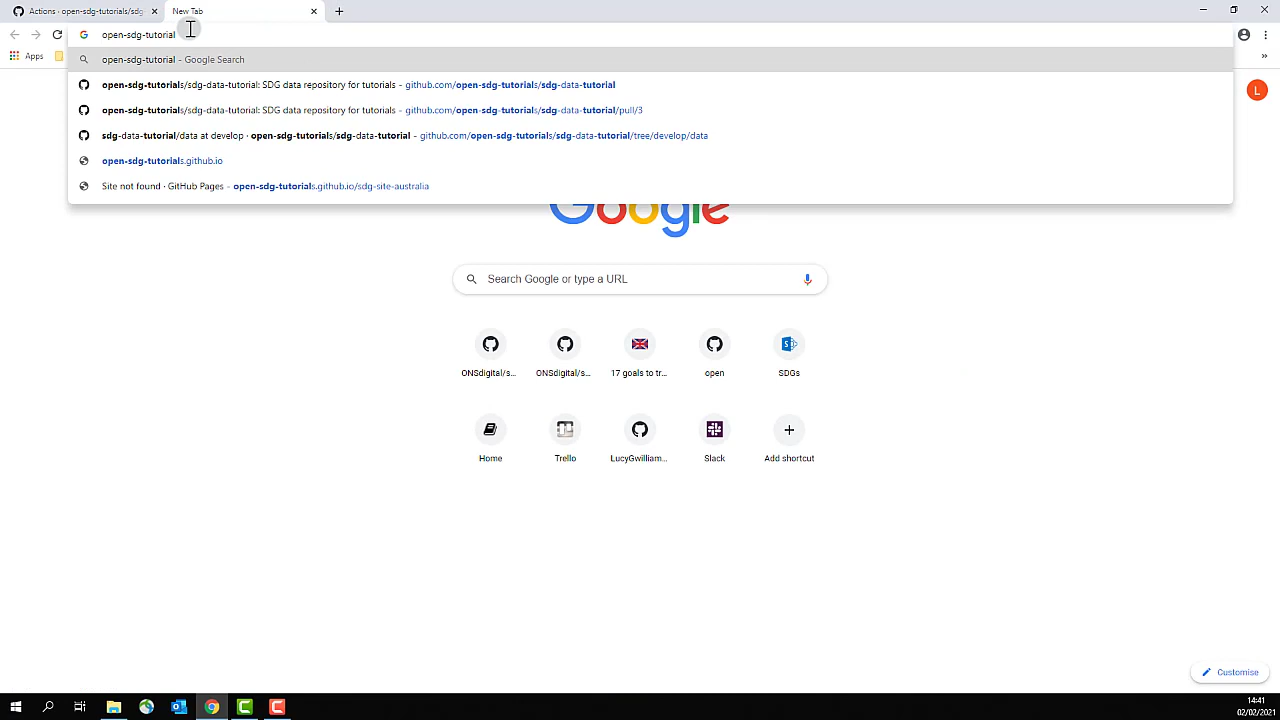 Actions · open-sdg-tutorials/sdg
New Tab
open-sdg-tutorial
Apps
open-sdg-tutorial - Google Search
open-sdg-tutorials/sdg-data-tutorial: SDG data repository for tutorials - github.com/open-sdg-tutorials/sdg-data-tutorial
open-sdg-tutorials/sdg-data-tutorial: SDG data repository for tutorials - github.com/open-sdg-tutorials/sdg-data-tutorial/pull/3
sdg-data-tutorial/data at develop · open-sdg-tutorials/sdg-data-tutorial - github.com/open-sdg-tutorials/sdg-data-tutorial/tree/develop/data
open-sdg-tutorials.github.io
Site not found · GitHub Pages - open-sdg-tutorials.github.io/sdg-site-australia
L
Google
Search Google or type a URL
ONSdigital/s... ONSdigital/s... 17 goals to tr... open SDGs
Home Trello LucyGwilliam... Slack Add shortcut
Customise
14:41
02/02/2021